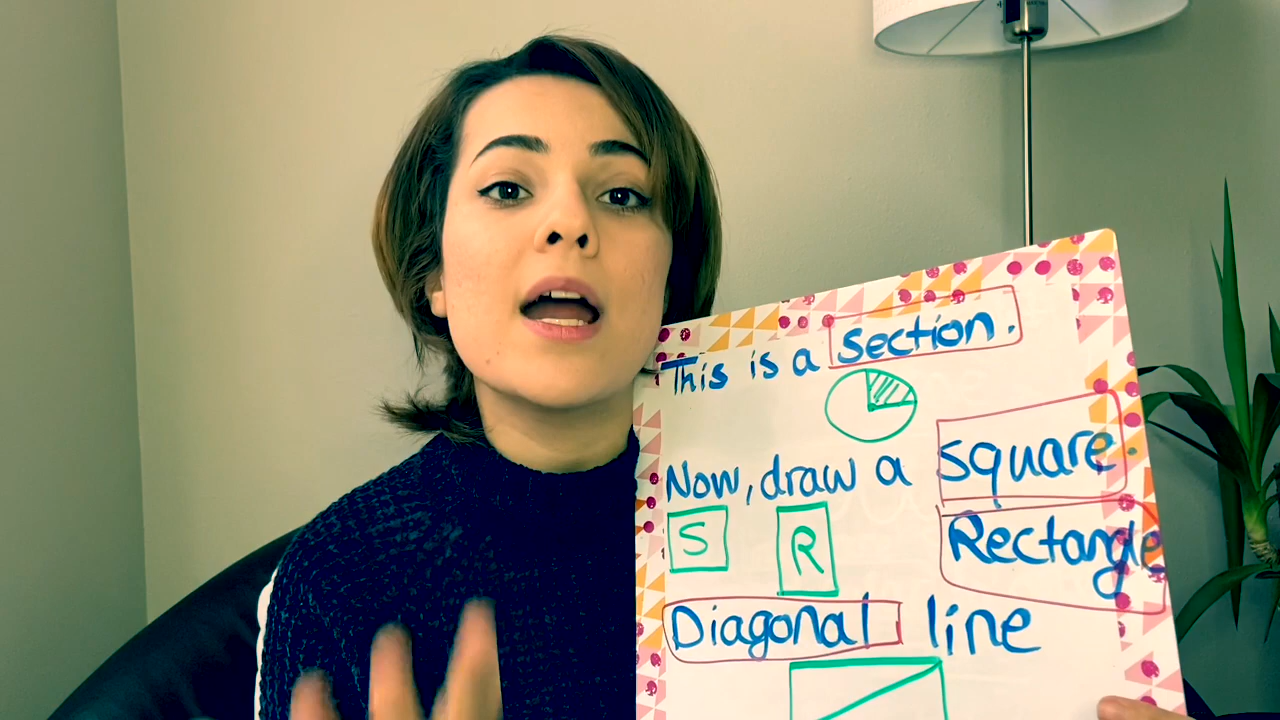 This is a section.
Now, draw a square.
S R Rectangle
Diagonal line